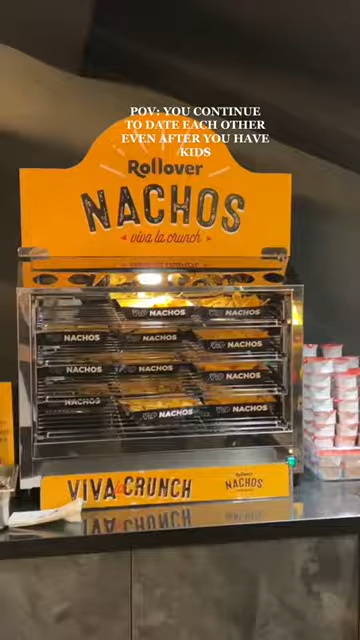 POV: YOU CONTINUE
TO DATE EACH OTHER
EVEN AFTER YOU HAVE
KIDS
Rollover
NACHOS
viva la crunch
NACHOS
NACHOS
NACHOS
NACHOS
NACHOS
NACHOS
NACHOS
NACHOS
NACHOS
NACHOS
NACHOS
VIVA la CRUNCH
Rollover
NACHOS